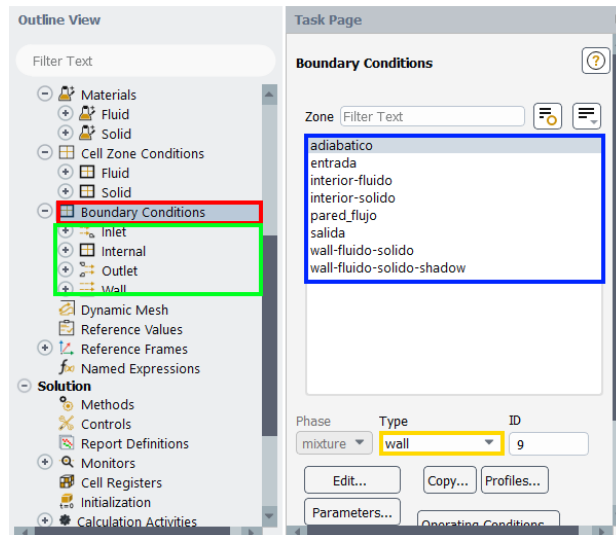 Outline View
Filter Text
Materials
Fluid
Solid
Cell Zone Conditions
Fluid
Solid
Boundary Conditions
Inlet
Internal
Outlet
Wall
Dynamic Mesh
Reference Values
Reference Frames
fx Named Expressions
Solution
Methods
Controls
Report Definitions
Monitors
Cell Registers
Initialization
Calculation Activities
Task Page
Boundary Conditions
?
Zone Filter Text
adiabatico
entrada
interior-fluido
interior-solido
pared_flujo
salida
wall-fluido-solido
wall-fluido-solido-shadow
Phase Type ID
mixture wall 9
Edit... Copy... Profiles...
Parameters... Operating Conditions...